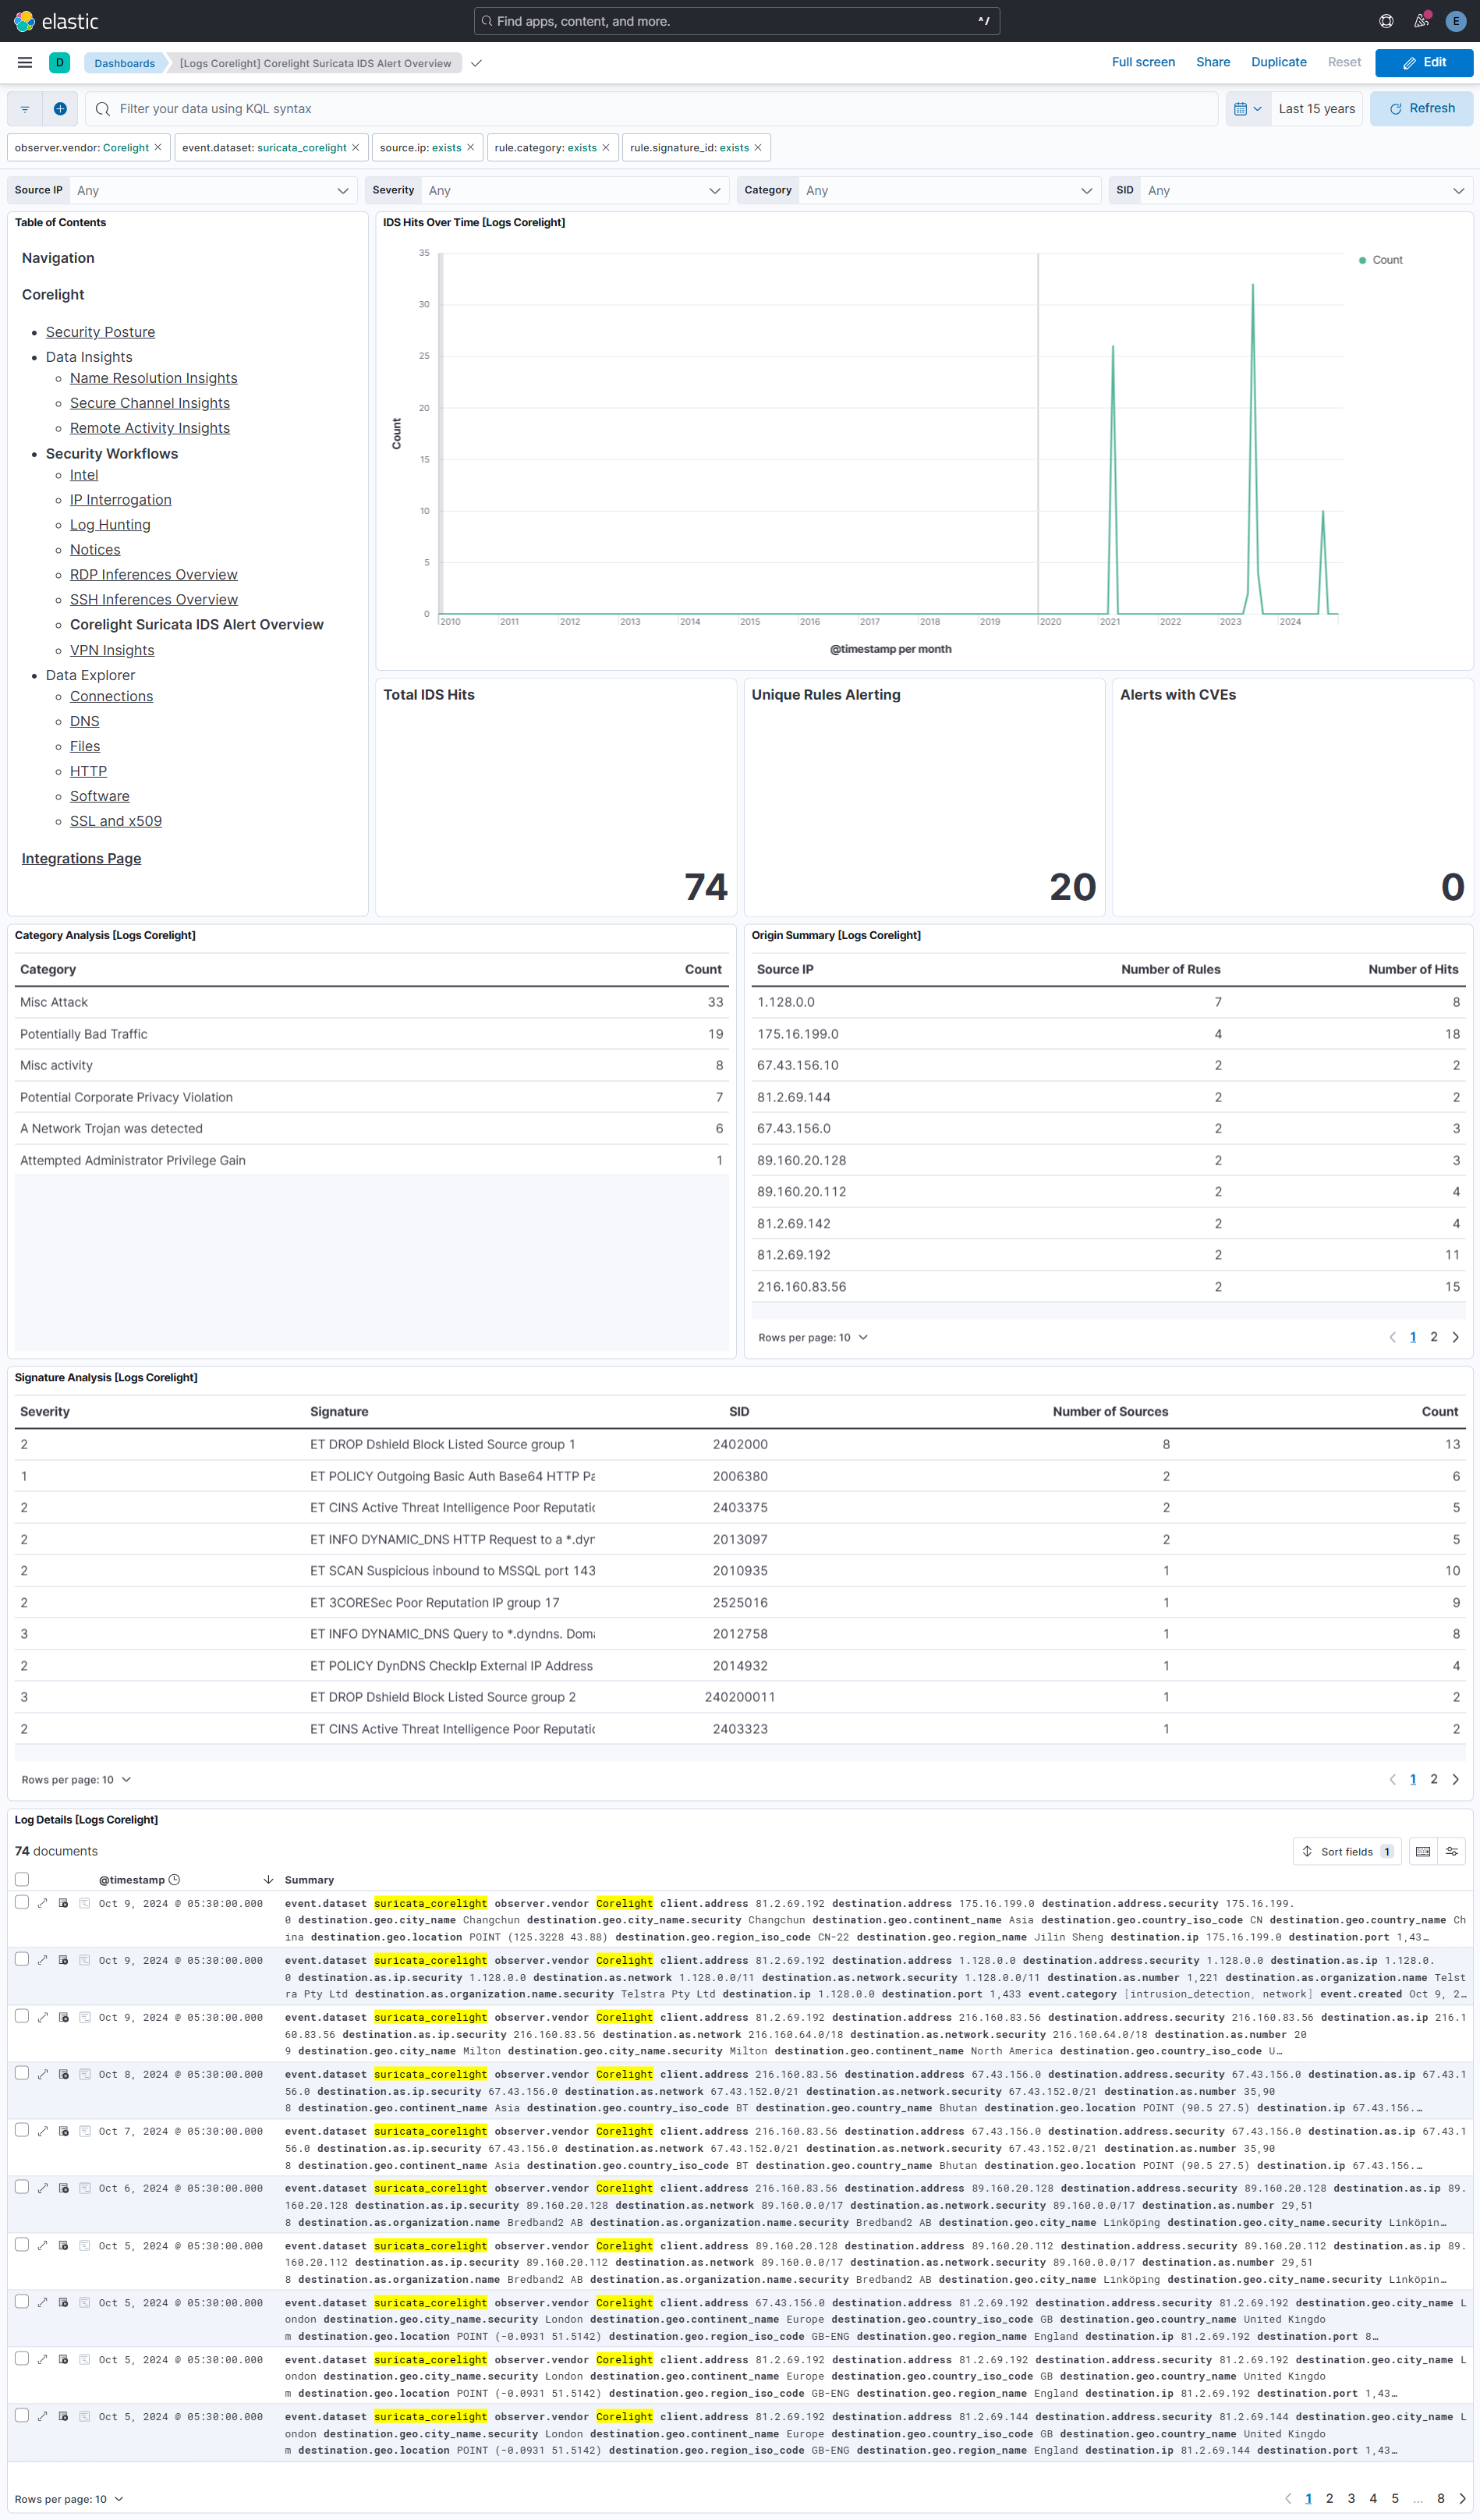 elastic
Find apps, content, and more.
^/
E
D
Dashboards
[Logs Corelight] Corelight Suricata IDS Alert Overview
Full screen Share Duplicate Reset Edit
Filter your data using KQL syntax
Last 15 years
Refresh
observer.vendor: Corelight ×
event.dataset: suricata_corelight ×
source.ip: exists ×
rule.category: exists ×
rule.signature_id: exists ×
Source IP Any
Severity Any
Category Any
SID Any
Table of Contents
Navigation
Corelight
Security Posture
Data Insights
Name Resolution Insights
Secure Channel Insights
Remote Activity Insights
Security Workflows
Intel
IP Interrogation
Log Hunting
Notices
RDP Inferences Overview
SSH Inferences Overview
Corelight Suricata IDS Alert Overview
VPN Insights
Data Explorer
Connections
DNS
Files
HTTP
Software
SSL and x509
Integrations Page
IDS Hits Over Time [Logs Corelight]
35
30
25
20
15
10
5
0
Count
2010 2011 2012 2013 2014 2015 2016 2017 2018 2019 2020 2021 2022 2023 2024
@timestamp per month
Count
Total IDS Hits
74
Unique Rules Alerting
20
Alerts with CVEs
0
Category Analysis [Logs Corelight]
Category Count
Misc Attack 33
Potentially Bad Traffic 19
Misc activity 8
Potential Corporate Privacy Violation 7
A Network Trojan was detected 6
Attempted Administrator Privilege Gain 1
Origin Summary [Logs Corelight]
Source IP Number of Rules Number of Hits
1.128.0.0 7 8
175.16.199.0 4 18
67.43.156.10 2 2
81.2.69.144 2 2
67.43.156.0 2 3
89.160.20.128 2 3
89.160.20.112 2 4
81.2.69.142 2 4
81.2.69.192 2 11
216.160.83.56 2 15
Rows per page: 10
1 2
Signature Analysis [Logs Corelight]
Severity Signature SID Number of Sources Count
2 ET DROP Dshield Block Listed Source group 1 2402000 8 13
1 ET POLICY Outgoing Basic Auth Base64 HTTP Pa 2006380 2 6
2 ET CINS Active Threat Intelligence Poor Reputatic 2403375 2 5
2 ET INFO DYNAMIC_DNS HTTP Request to a *.dyr 2013097 2 5
2 ET SCAN Suspicious inbound to MSSQL port 143 2010935 1 10
2 ET 3CORESec Poor Reputation IP group 17 2525016 1 9
3 ET INFO DYNAMIC_DNS Query to *.dyndns. Doma 2012758 1 8
2 ET POLICY DynDNS CheckIp External IP Address 2014932 1 4
3 ET DROP Dshield Block Listed Source group 2 240200011 1 2
2 ET CINS Active Threat Intelligence Poor Reputatic 2403323 1 2
Rows per page: 10
1 2
Log Details [Logs Corelight]
74 documents
Sort fields 1
@timestamp Summary
Oct 9, 2024 @ 05:30:00.000 event.dataset suricata_corelight observer.vendor Corelight client.address 81.2.69.192 destination.address 175.16.199.0 destination.address.security 175.16.199.
0 destination.geo.city_name Changchun destination.geo.city_name.security Changchun destination.geo.continent_name Asia destination.geo.country_iso_code CN destination.geo.country_name Ch
ina destination.geo.location POINT (125.3228 43.88) destination.geo.region_iso_code CN-22 destination.geo.region_name Jilin Sheng destination.ip 175.16.199.0 destination.port 1,43…
Oct 9, 2024 @ 05:30:00.000 event.dataset suricata_corelight observer.vendor Corelight client.address 81.2.69.192 destination.address 1.128.0.0 destination.address.security 1.128.0.0 destination.as.ip 1.128.0.
0 destination.as.ip.security 1.128.0.0 destination.as.network 1.128.0.0/11 destination.as.network.security 1.128.0.0/11 destination.as.number 1,221 destination.as.organization.name Telst
ra Pty Ltd destination.as.organization.name.security Telstra Pty Ltd destination.ip 1.128.0.0 destination.port 1,433 event.category [intrusion_detection, network] event.created Oct 9, 2…
Oct 9, 2024 @ 05:30:00.000 event.dataset suricata_corelight observer.vendor Corelight client.address 81.2.69.192 destination.address 216.160.83.56 destination.address.security 216.160.83.56 destination.as.ip 216.1
60.83.56 destination.as.ip.security 216.160.83.56 destination.as.network 216.160.64.0/18 destination.as.network.security 216.160.64.0/18 destination.as.number 20
9 destination.geo.city_name Milton destination.geo.city_name.security Milton destination.geo.continent_name North America destination.geo.country_iso_code U…
Oct 8, 2024 @ 05:30:00.000 event.dataset suricata_corelight observer.vendor Corelight client.address 216.160.83.56 destination.address 67.43.156.0 destination.address.security 67.43.156.0 destination.as.ip 67.43.1
56.0 destination.as.ip.security 67.43.156.0 destination.as.network 67.43.152.0/21 destination.as.network.security 67.43.152.0/21 destination.as.number 35,90
8 destination.geo.continent_name Asia destination.geo.country_iso_code BT destination.geo.country_name Bhutan destination.geo.location POINT (90.5 27.5) destination.ip 67.43.156.…
Oct 7, 2024 @ 05:30:00.000 event.dataset suricata_corelight observer.vendor Corelight client.address 216.160.83.56 destination.address 67.43.156.0 destination.address.security 67.43.156.0 destination.as.ip 67.43.1
56.0 destination.as.ip.security 67.43.156.0 destination.as.network 67.43.152.0/21 destination.as.network.security 67.43.152.0/21 destination.as.number 35,90
8 destination.geo.continent_name Asia destination.geo.country_iso_code BT destination.geo.country_name Bhutan destination.geo.location POINT (90.5 27.5) destination.ip 67.43.156.…
Oct 6, 2024 @ 05:30:00.000 event.dataset suricata_corelight observer.vendor Corelight client.address 216.160.83.56 destination.address 89.160.20.128 destination.address.security 89.160.20.128 destination.as.ip 89.
160.20.128 destination.as.ip.security 89.160.20.128 destination.as.network 89.160.0.0/17 destination.as.network.security 89.160.0.0/17 destination.as.number 29,51
8 destination.as.organization.name Bredband2 AB destination.as.organization.name.security Bredband2 AB destination.geo.city_name Linköping destination.geo.city_name.security Linköpin…
Oct 5, 2024 @ 05:30:00.000 event.dataset suricata_corelight observer.vendor Corelight client.address 89.160.20.128 destination.address 89.160.20.112 destination.address.security 89.160.20.112 destination.as.ip 89.
160.20.112 destination.as.ip.security 89.160.20.112 destination.as.network 89.160.0.0/17 destination.as.network.security 89.160.0.0/17 destination.as.number 29,51
8 destination.as.organization.name Bredband2 AB destination.as.organization.name.security Bredband2 AB destination.geo.city_name Linköping destination.geo.city_name.security Linköpin…
Oct 5, 2024 @ 05:30:00.000 event.dataset suricata_corelight observer.vendor Corelight client.address 67.43.156.0 destination.address 81.2.69.192 destination.address.security 81.2.69.192 destination.geo.city_name L
ondon destination.geo.city_name.security London destination.geo.continent_name Europe destination.geo.country_iso_code GB destination.geo.country_name United Kingdo
m destination.geo.location POINT (-0.0931 51.5142) destination.geo.region_iso_code GB-ENG destination.geo.region_name England destination.ip 81.2.69.192 destination.port 8…
Oct 5, 2024 @ 05:30:00.000 event.dataset suricata_corelight observer.vendor Corelight client.address 81.2.69.192 destination.address 81.2.69.192 destination.address.security 81.2.69.192 destination.geo.city_name L
ondon destination.geo.city_name.security London destination.geo.continent_name Europe destination.geo.country_iso_code GB destination.geo.country_name United Kingdo
m destination.geo.location POINT (-0.0931 51.5142) destination.geo.region_iso_code GB-ENG destination.geo.region_name England destination.ip 81.2.69.192 destination.port 1,43…
Oct 5, 2024 @ 05:30:00.000 event.dataset suricata_corelight observer.vendor Corelight client.address 81.2.69.192 destination.address 81.2.69.144 destination.address.security 81.2.69.144 destination.geo.city_name L
ondon destination.geo.city_name.security London destination.geo.continent_name Europe destination.geo.country_iso_code GB destination.geo.country_name United Kingdo
m destination.geo.location POINT (-0.0931 51.5142) destination.geo.region_iso_code GB-ENG destination.geo.region_name England destination.ip 81.2.69.144 destination.port 1,43…
Rows per page: 10
1 2 3 4 5 … 8